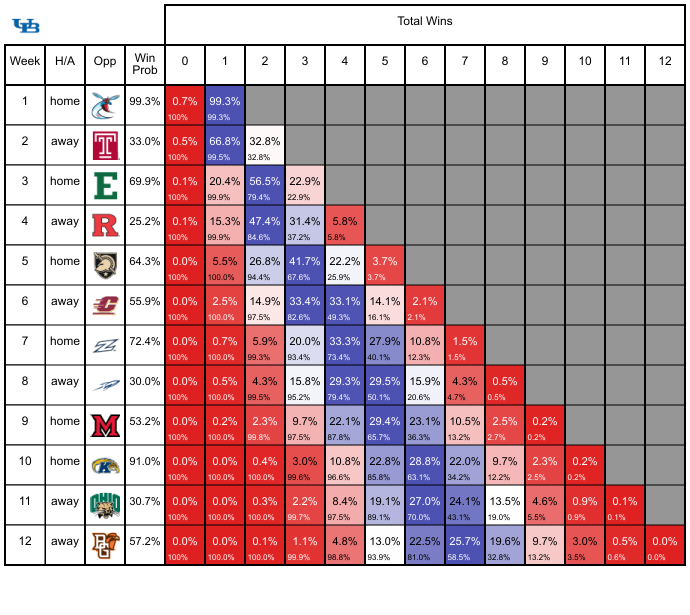 UB
Total Wins
Week H/A Opp Win Prob 0 1 2 3 4 5 6 7 8 9 10 11 12
1 home 99.3% 0.7% 99.3%
100% 99.3%
2 away T 33.0% 0.5% 66.8% 32.8%
100% 99.5% 32.8%
3 home E 69.9% 0.1% 20.4% 56.5% 22.9%
100% 99.9% 79.4% 22.9%
4 away R 25.2% 0.1% 15.3% 47.4% 31.4% 5.8%
100% 99.9% 84.6% 37.2% 5.8%
5 home 64.3% 0.0% 5.5% 26.8% 41.7% 22.2% 3.7%
100% 100.0% 94.4% 67.6% 25.9% 3.7%
6 away C 55.9% 0.0% 2.5% 14.9% 33.4% 33.1% 14.1% 2.1%
100% 100.0% 97.5% 82.6% 49.3% 16.1% 2.1%
7 home Z 72.4% 0.0% 0.7% 5.9% 20.0% 33.3% 27.9% 10.8% 1.5%
100% 100.0% 99.3% 93.4% 73.4% 40.1% 12.3% 1.5%
8 away 30.0% 0.0% 0.5% 4.3% 15.8% 29.3% 29.5% 15.9% 4.3% 0.5%
100% 100.0% 99.5% 95.2% 79.4% 50.1% 20.6% 4.7% 0.5%
9 home M 53.2% 0.0% 0.2% 2.3% 9.7% 22.1% 29.4% 23.1% 10.5% 2.5% 0.2%
100% 100.0% 99.8% 97.5% 87.8% 65.7% 36.3% 13.2% 2.7% 0.2%
10 home K 91.0% 0.0% 0.0% 0.4% 3.0% 10.8% 22.8% 28.8% 22.0% 9.7% 2.3% 0.2%
100% 100.0% 100.0% 99.6% 96.6% 85.8% 63.1% 34.2% 12.2% 2.5% 0.2%
11 away OHIO 30.7% 0.0% 0.0% 0.3% 2.2% 8.4% 19.1% 27.0% 24.1% 13.5% 4.6% 0.9% 0.1%
100% 100.0% 100.0% 99.7% 97.5% 89.1% 70.0% 43.1% 19.0% 5.5% 0.9% 0.1%
12 away BG 57.2% 0.0% 0.0% 0.1% 1.1% 4.8% 13.0% 22.5% 25.7% 19.6% 9.7% 3.0% 0.5% 0.0%
100% 100.0% 100.0% 99.9% 98.8% 93.9% 81.0% 58.5% 32.8% 13.2% 3.5% 0.6% 0.0%